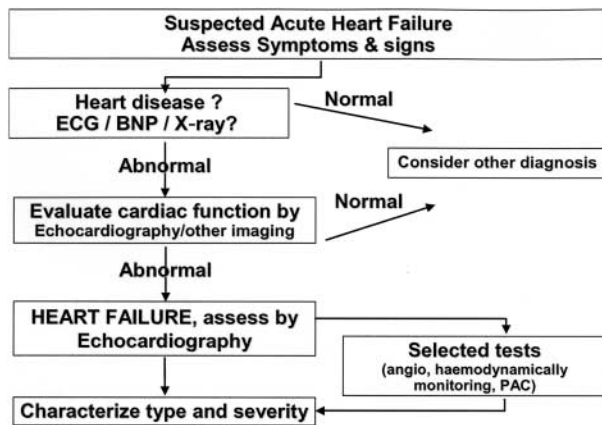 Suspected Acute Heart Failure
Assess Symptoms & signs
Heart disease ?
ECG / BNP / X-ray?
Normal
Consider other diagnosis
Abnormal
Evaluate cardiac function by
Echocardiography/other imaging
Normal
Abnormal
HEART FAILURE, assess by
Echocardiography
Selected tests
(angio, haemodynamically
monitoring, PAC)
Characterize type and severity